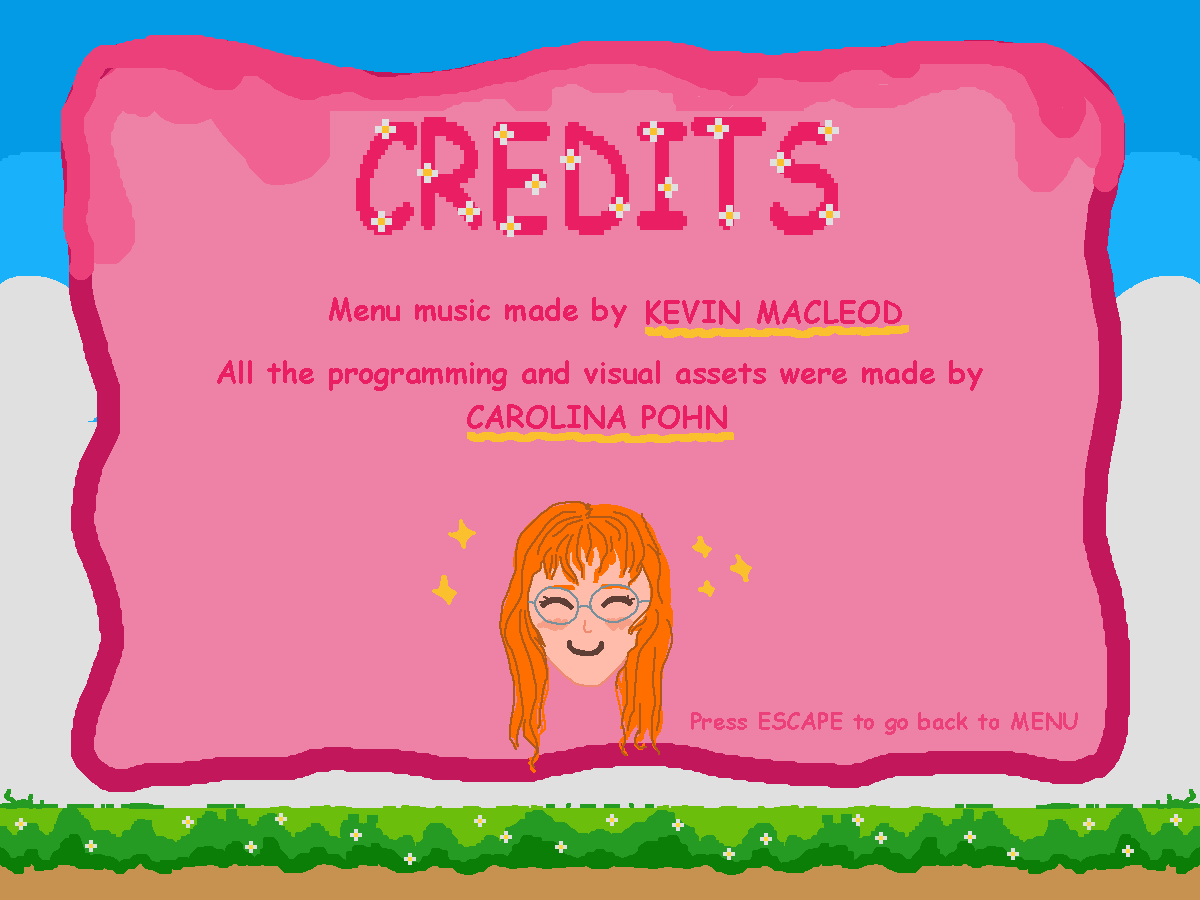 CREDITS
Menu music made by KEVIN MACLEOD
All the programming and visual assets were made by
CAROLINA POHN
Press ESCAPE to go back to MENU